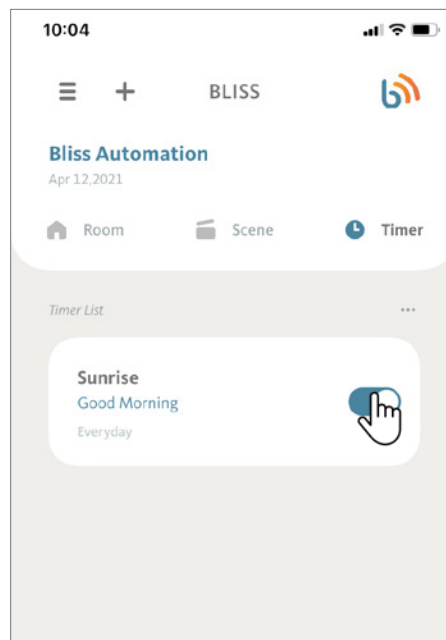 10:04
BLISS
Bliss Automation
Apr 12,2021
Room Scene Timer
Timer List
Sunrise
Good Morning
Everyday